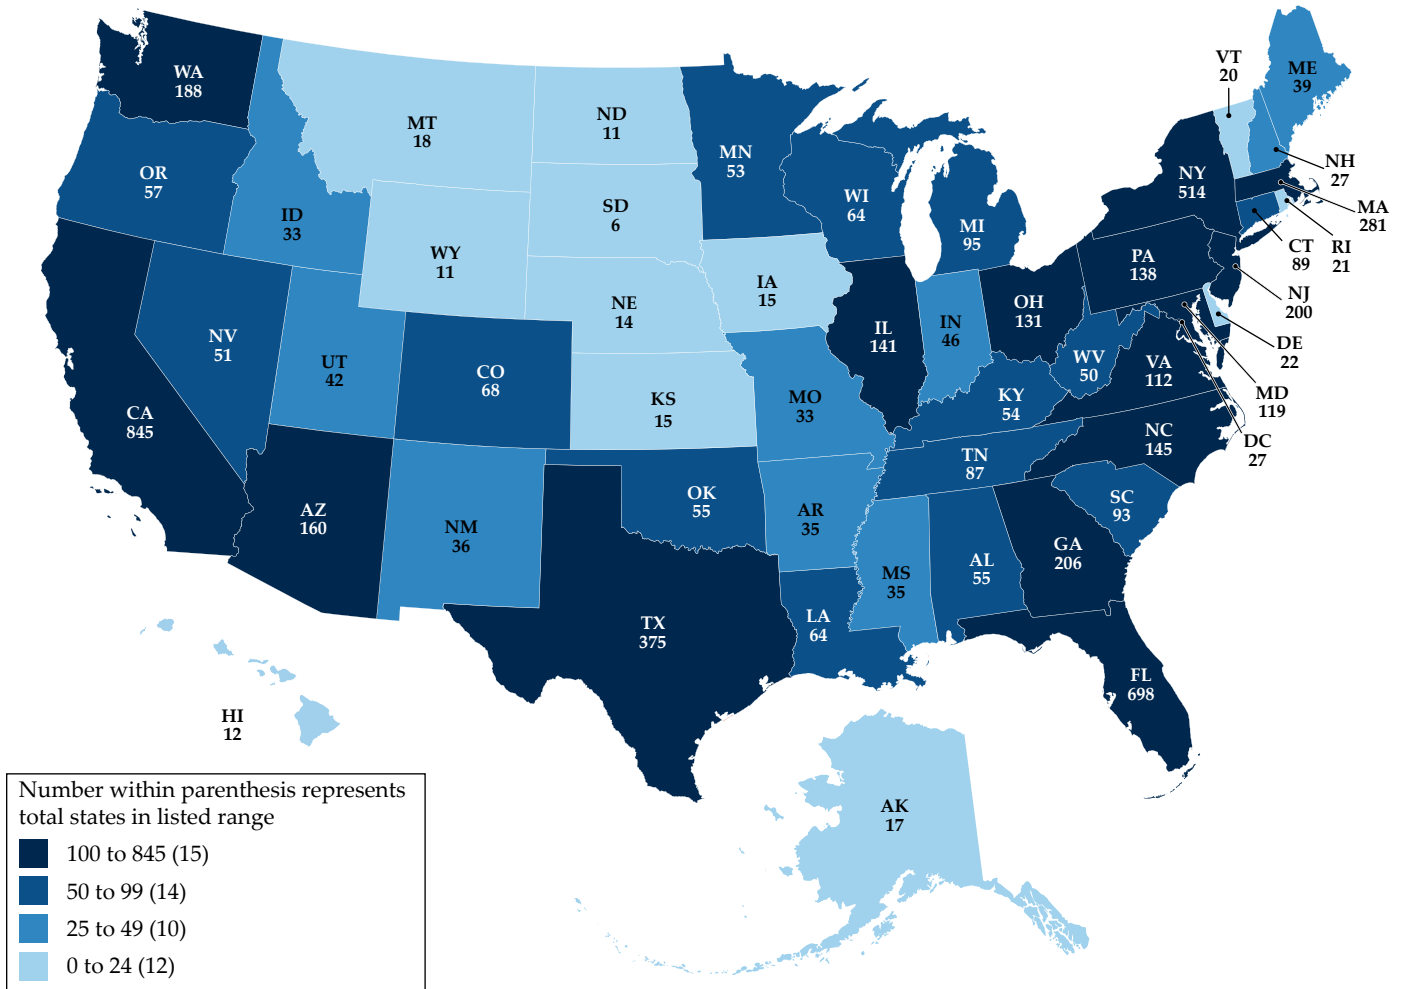 WA
188
MT
18
ND
11
MN
53
VT
20
ME
39
OR
57
ID
33
WY
11
SD
6
WI
64
MI
95
NY
514
NH
27
MA
281
RI
21
CT
89
NJ
200
PA
138
NV
51
UT
42
CO
68
NE
14
IA
15
IL
141
IN
46
OH
131
WV
50
VA
112
DE
22
MD
119
DC
27
CA
845
KS
15
MO
33
KY
54
NC
145
TN
87
SC
93
AZ
160
NM
36
OK
55
AR
35
MS
35
AL
55
GA
206
TX
375
LA
64
FL
698
HI
12
AK
17
Number within parenthesis represents
total states in listed range
100 to 845 (15)
50 to 99 (14)
25 to 49 (10)
0 to 24 (12)